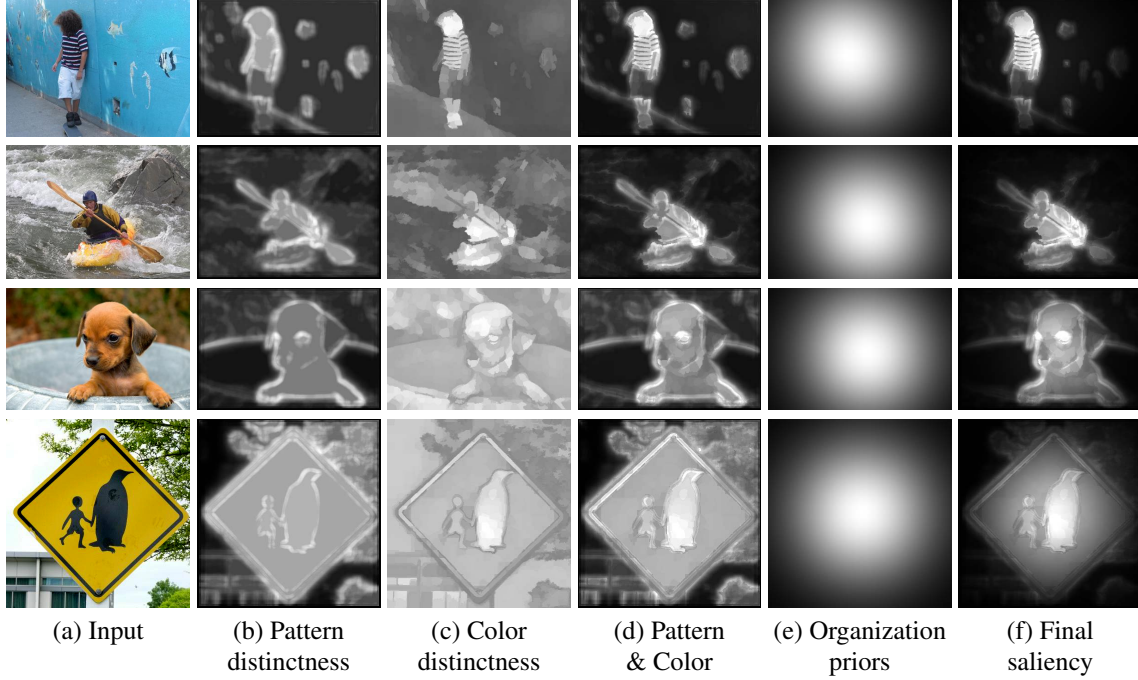 (a) Input
(b) Pattern
distinctness
(c) Color
distinctness
(d) Pattern
& Color
(e) Organization
priors
(f) Final
saliency